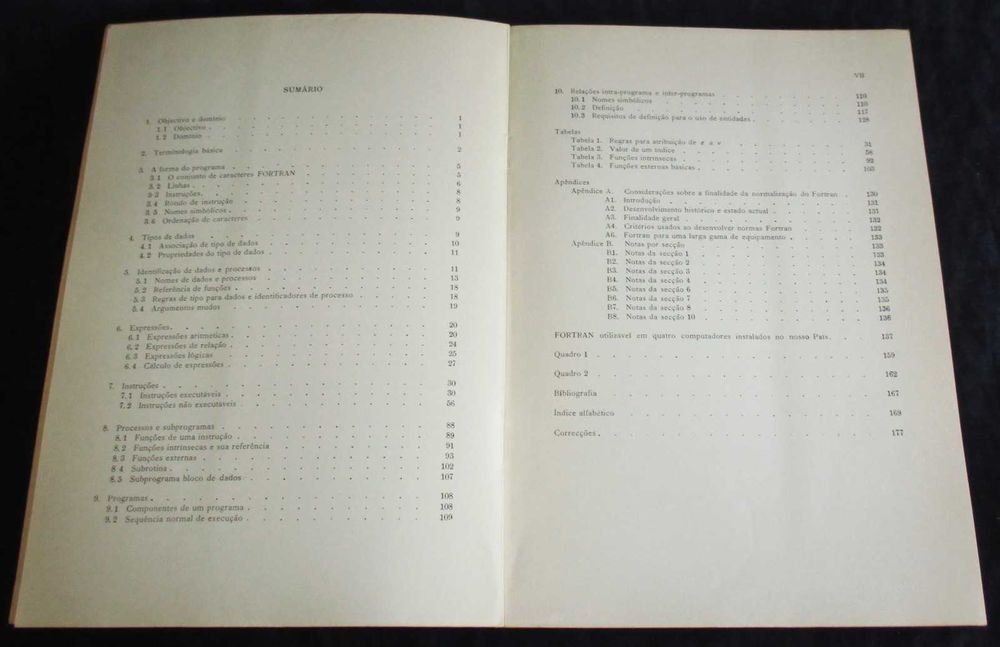 SUMÁRIO
1. Objectivo e domínio . . . 1
1.1 Objectivo . . . 1
1.2 Domínio . . . 1
2. Terminologia básica . . . 2
3. A forma do programa . . . 5
3.1 O conjunto de caracteres FORTRAN . . . 5
3.2 Linhas . . . 6
3.3 Instruções . . . 8
3.4 Rótulo de instrução . . . 8
3.5 Nomes simbólicos . . . 9
3.6 Ordenação de caracteres . . . 9
4. Tipos de dados . . . 9
4.1 Associação de tipo de dados . . . 10
4.2 Propriedades do tipo de dados . . . 11
5. Identificação de dados e processos . . . 11
5.1 Nomes de dados e processos . . . 13
5.2 Referência de funções . . . 18
5.3 Regras de tipo para dados e identificadores de processo . . . 18
5.4 Argumentos mudos . . . 19
6. Expressões . . . 20
6.1 Expressões aritméticas . . . 20
6.2 Expressões de relação . . . 24
6.3 Expressões lógicas . . . 25
6.4 Cálculo de expressões . . . 27
7. Instruções . . . 30
7.1 Instruções executáveis . . . 30
7.2 Instruções não executáveis . . . 56
8. Processos e subprogramas . . . 88
8.1 Funções de uma instrução . . . 89
8.2 Funções intrínsecas e sua referência . . . 91
8.3 Funções externas . . . 93
8.4 Subrotina . . . 102
8.5 Subprograma bloco de dados . . . 107
9. Programas . . . 108
9.1 Componentes de um programa . . . 108
9.2 Sequência normal de execução . . . 109
VII
10. Relações intra-programa e inter-programas . . . 110
10.1 Nomes simbólicos . . . 110
10.2 Definição . . . 117
10.3 Requisitos de definição para o uso de entidades . . . 128
Tabelas
Tabela 1. Regras para atribuição de e a v . . . 31
Tabela 2. Valor de um índice . . . 58
Tabela 3. Funções intrínsecas . . . 92
Tabela 4. Funções externas básicas . . . 103
Apêndices
Apêndice A. Considerações sobre a finalidade da normalização do Fortran 130
A1. Introdução . . . 131
A2. Desenvolvimento histórico e estado actual . . . 131
A3. Finalidade geral . . . 132
A4. Critérios usados ao desenvolver normas Fortran . . . 132
A6. Fortran para uma larga gama de equipamento . . . 133
Apêndice B. Notas por secção . . . 133
B1. Notas da secção 1 . . . 133
B2. Notas da secção 2 . . . 134
B3. Notas da secção 3 . . . 134
B4. Notas da secção 4 . . . 134
B5. Notas da secção 6 . . . 135
B6. Notas da secção 7 . . . 135
B7. Notas da secção 8 . . . 136
B8. Notas da secção 10 . . . 136
FORTRAN utilizável em quatro computadores instalados no nosso País . . . 137
Quadro 1 . . . 159
Quadro 2 . . . 162
Bibliografia . . . 167
Índice alfabético . . . 169
Correcções . . . 177